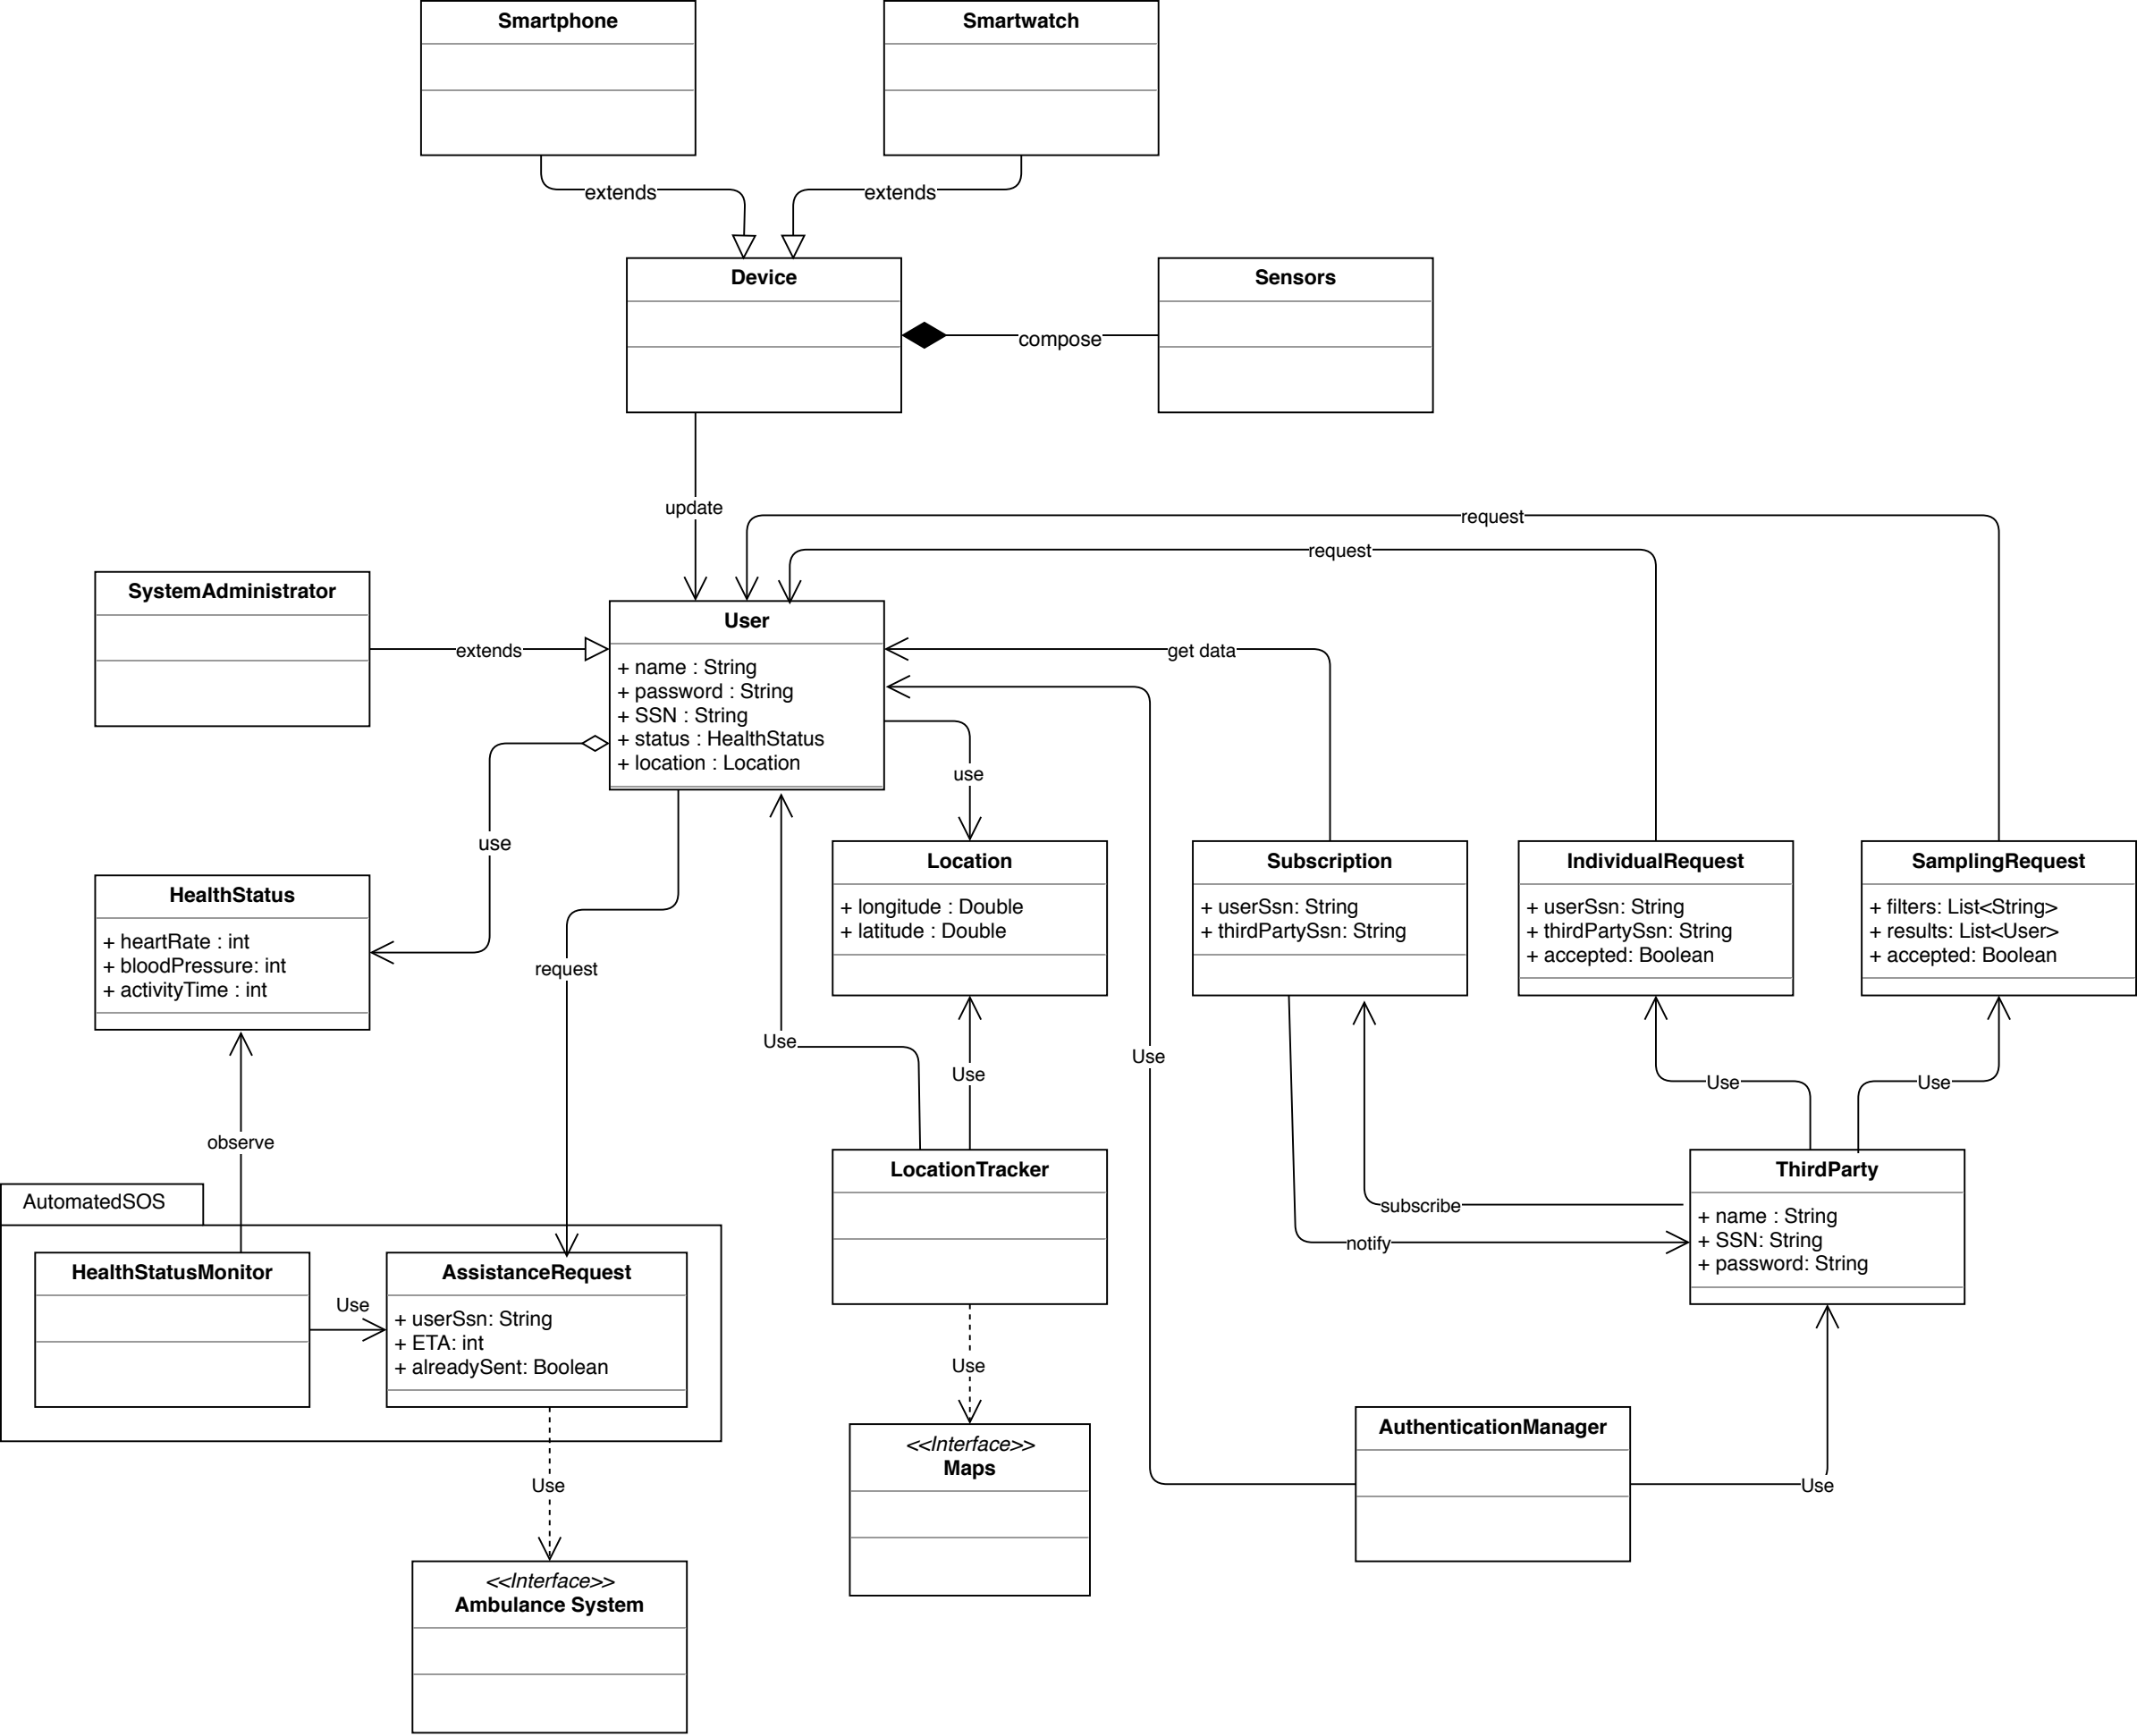 Smartphone
Smartwatch
extends
extends
Device
Sensors
compose
update
request
request
SystemAdministrator
User
extends
get data
+ name : String
+ password : String
+ SSN : String
+ status : HealthStatus
+ location : Location
use
use
HealthStatus
+ heartRate : int
+ bloodPressure: int
+ activityTime : int
Location
+ longitude : Double
+ latitude : Double
Subscription
+ userSsn: String
+ thirdPartySsn: String
IndividualRequest
+ userSsn: String
+ thirdPartySsn: String
+ accepted: Boolean
SamplingRequest
+ filters: List<String>
+ results: List<User>
+ accepted: Boolean
request
Use
Use
Use
Use
Use
observe
LocationTracker
ThirdParty
+ name : String
+ SSN: String
+ password: String
subscribe
notify
AutomatedSOS
HealthStatusMonitor
Use
AssistanceRequest
+ userSsn: String
+ ETA: int
+ alreadySent: Boolean
Use
Use
<<Interface>>
Maps
AuthenticationManager
Use
<<Interface>>
Ambulance System